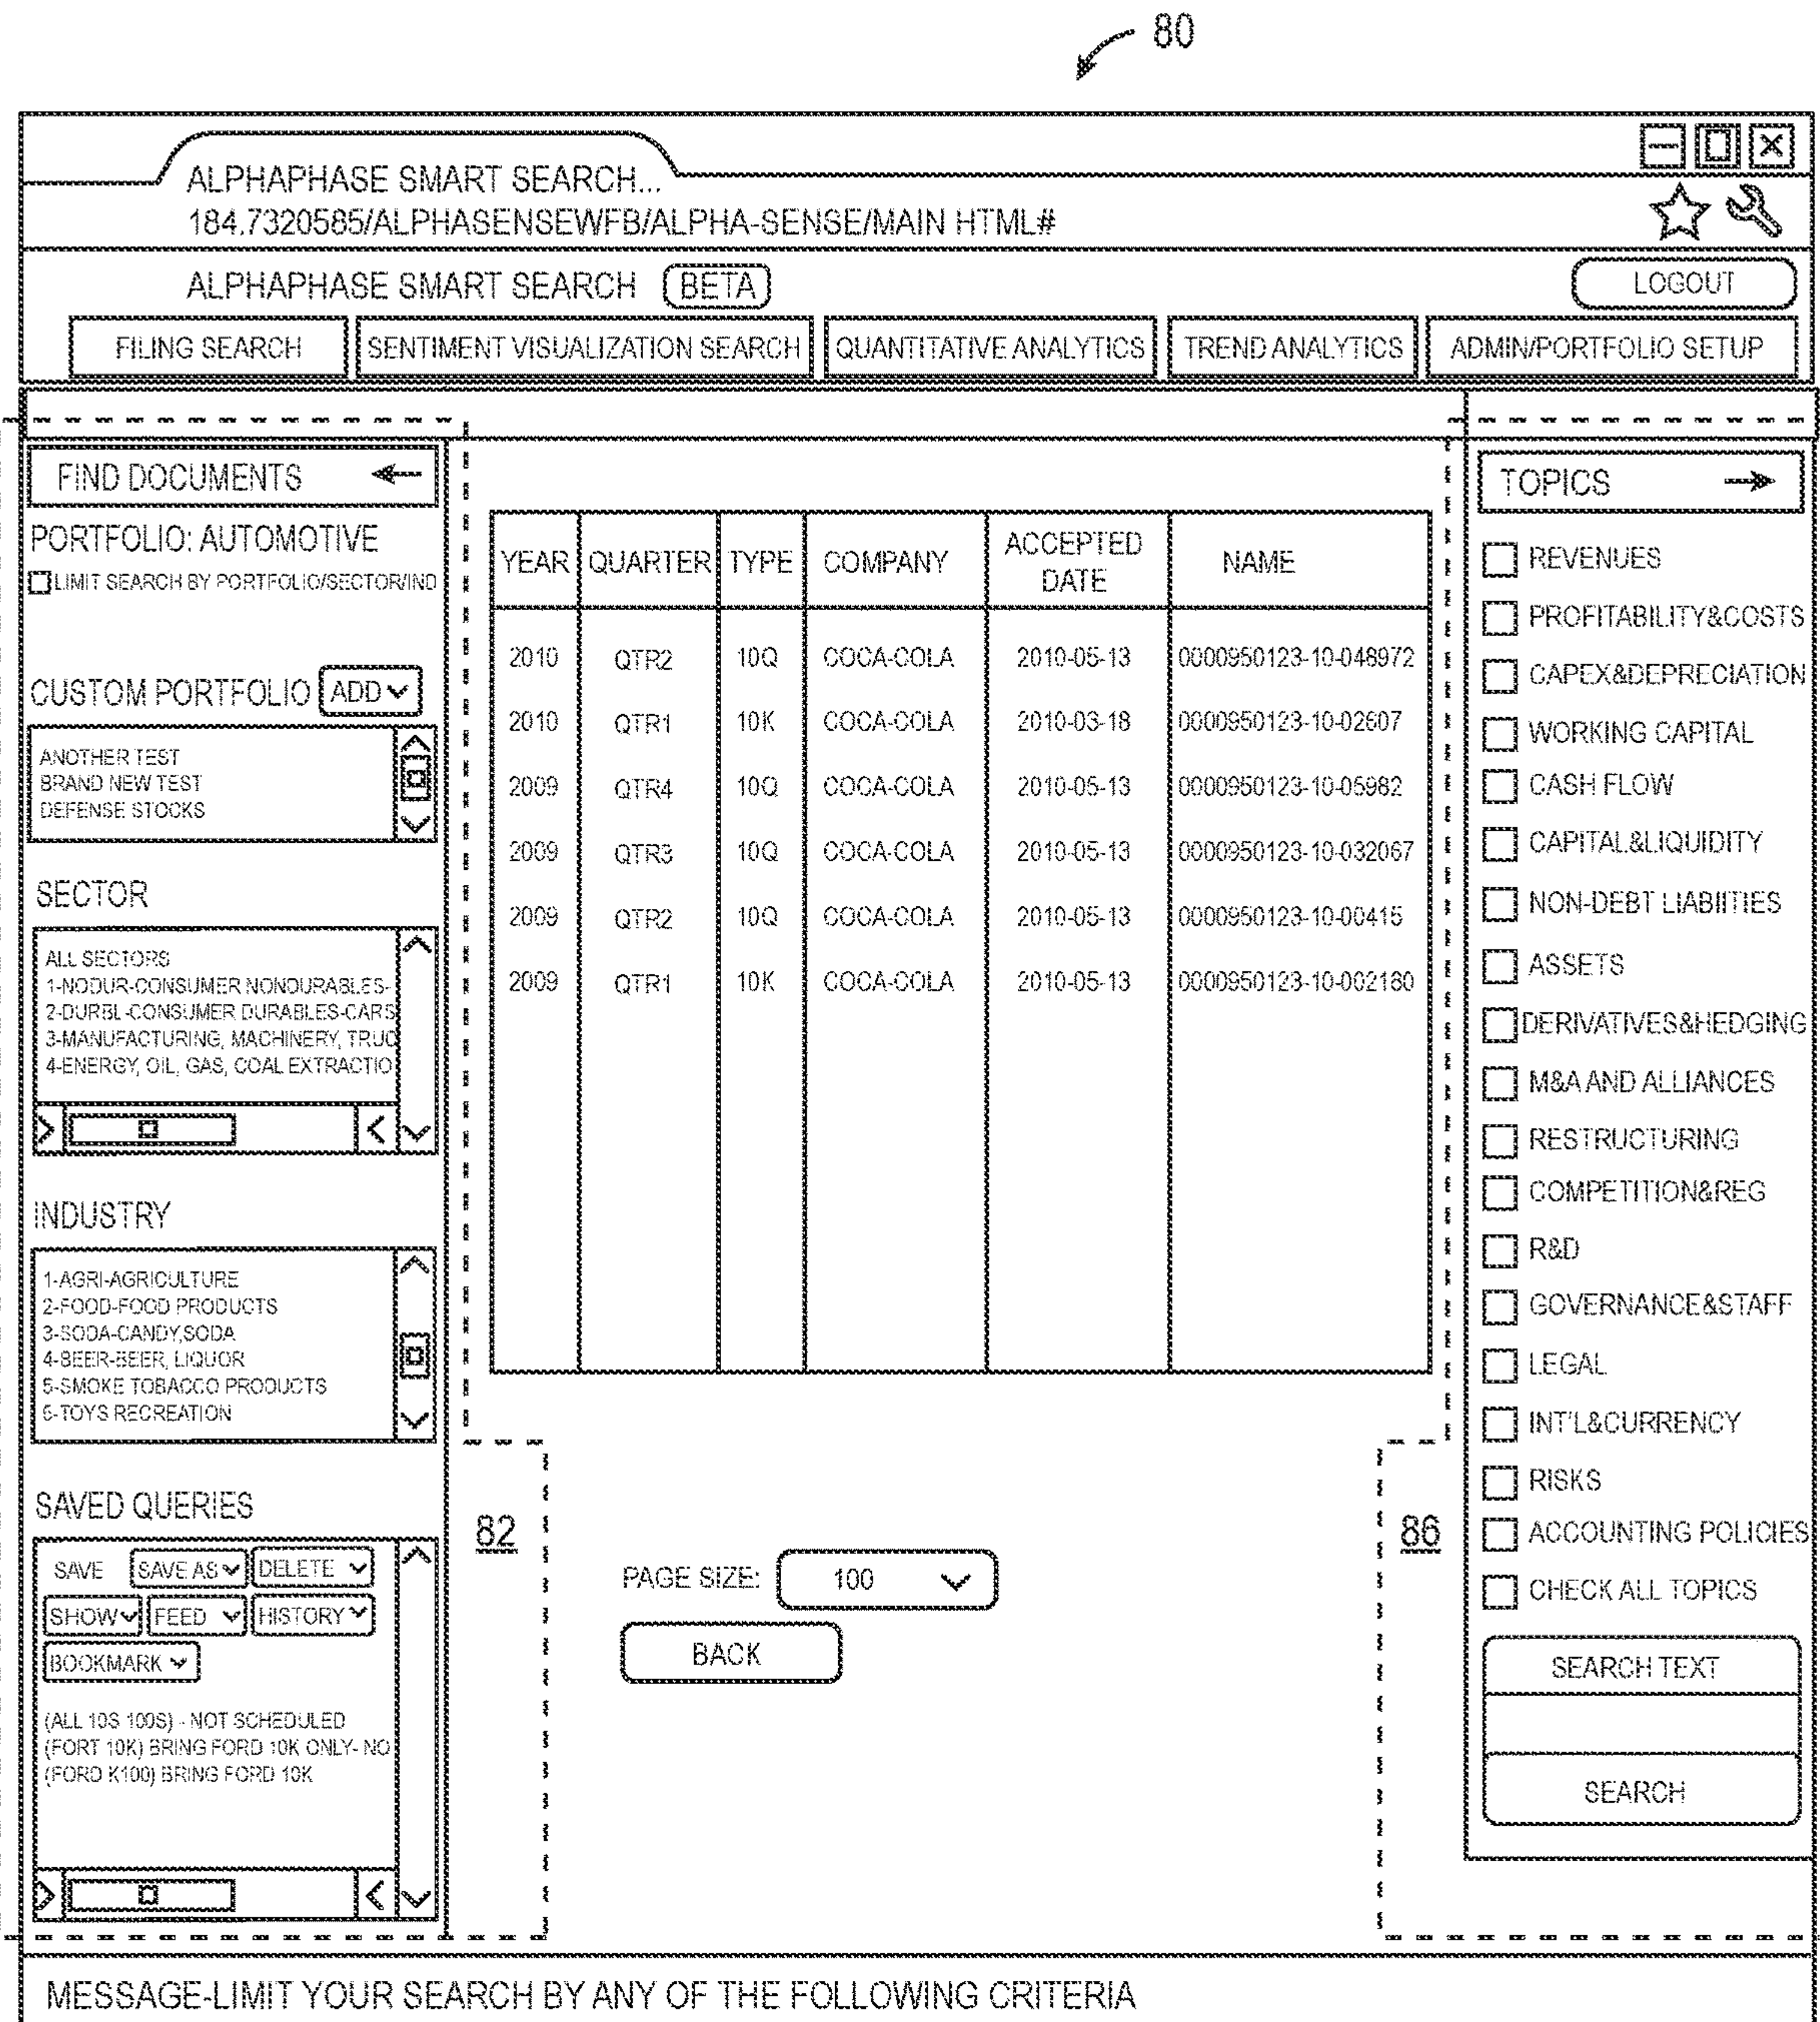 80
ALPHAPHASE SMART SEARCH...
184.7320585/ALPHASENSEWFB/ALPHA-SENSE/MAIN HTML#
ALPHAPHASE SMART SEARCH BETA LOGOUT
FILING SEARCH SENTIMENT VISUALIZATION SEARCH QUANTITATIVE ANALYTICS TREND ANALYTICS ADMIN/PORTFOLIO SETUP
FIND DOCUMENTS
PORTFOLIO: AUTOMOTIVE
LIMIT SEARCH BY PORTFOLIO/SECTOR/IND
CUSTOM PORTFOLIO ADD
ANOTHER TEST
BRAND NEW TEST
DEFENSE STOCKS
SECTOR
ALL SECTORS
1-NODUR-CONSUMER NONDURABLES-
2-DURBL-CONSUMER DURABLES-CARS
3-MANUFACTURING, MACHINERY, TRUC
4-ENERGY, OIL, GAS, COAL EXTRACTIO
INDUSTRY
1-AGRI-AGRICULTURE
2-FOOD-FOOD PRODUCTS
3-SODA-CANDY,SODA
4-BEER-BEER, LIQUOR
5-SMOKE TOBACCO PRODUCTS
6-TOYS RECREATION
SAVED QUERIES
SAVE SAVE AS DELETE
SHOW FEED HISTORY
BOOKMARK
(ALL 10S 100S) - NOT SCHEDULED
(FORT 10K) BRING FORD 10K ONLY- NO
(FORD K100) BRING FORD 10K
82
YEAR QUARTER TYPE COMPANY ACCEPTED DATE NAME
2010 QTR2 10Q COCA-COLA 2010-05-13 0000950123-10-048972
2010 QTR1 10K COCA-COLA 2010-03-18 0000950123-10-02607
2009 QTR4 10Q COCA-COLA 2010-05-13 0000950123-10-05982
2009 QTR3 10Q COCA-COLA 2010-05-13 0000950123-10-032067
2009 QTR2 10Q COCA-COLA 2010-05-13 0000950123-10-00415
2009 QTR1 10K COCA-COLA 2010-05-13 0000950123-10-002180
PAGE SIZE: 100
BACK
86
TOPICS
REVENUES
PROFITABILITY&COSTS
CAPEX&DEPRECIATION
WORKING CAPITAL
CASH FLOW
CAPITAL&LIQUIDITY
NON-DEBT LIABIITIES
ASSETS
DERIVATIVES&HEDGING
M&A AND ALLIANCES
RESTRUCTURING
COMPETITION&REG
R&D
GOVERNANCE&STAFF
LEGAL
INT'L&CURRENCY
RISKS
ACCOUNTING POLICIES
CHECK ALL TOPICS
SEARCH TEXT
SEARCH
MESSAGE-LIMIT YOUR SEARCH BY ANY OF THE FOLLOWING CRITERIA